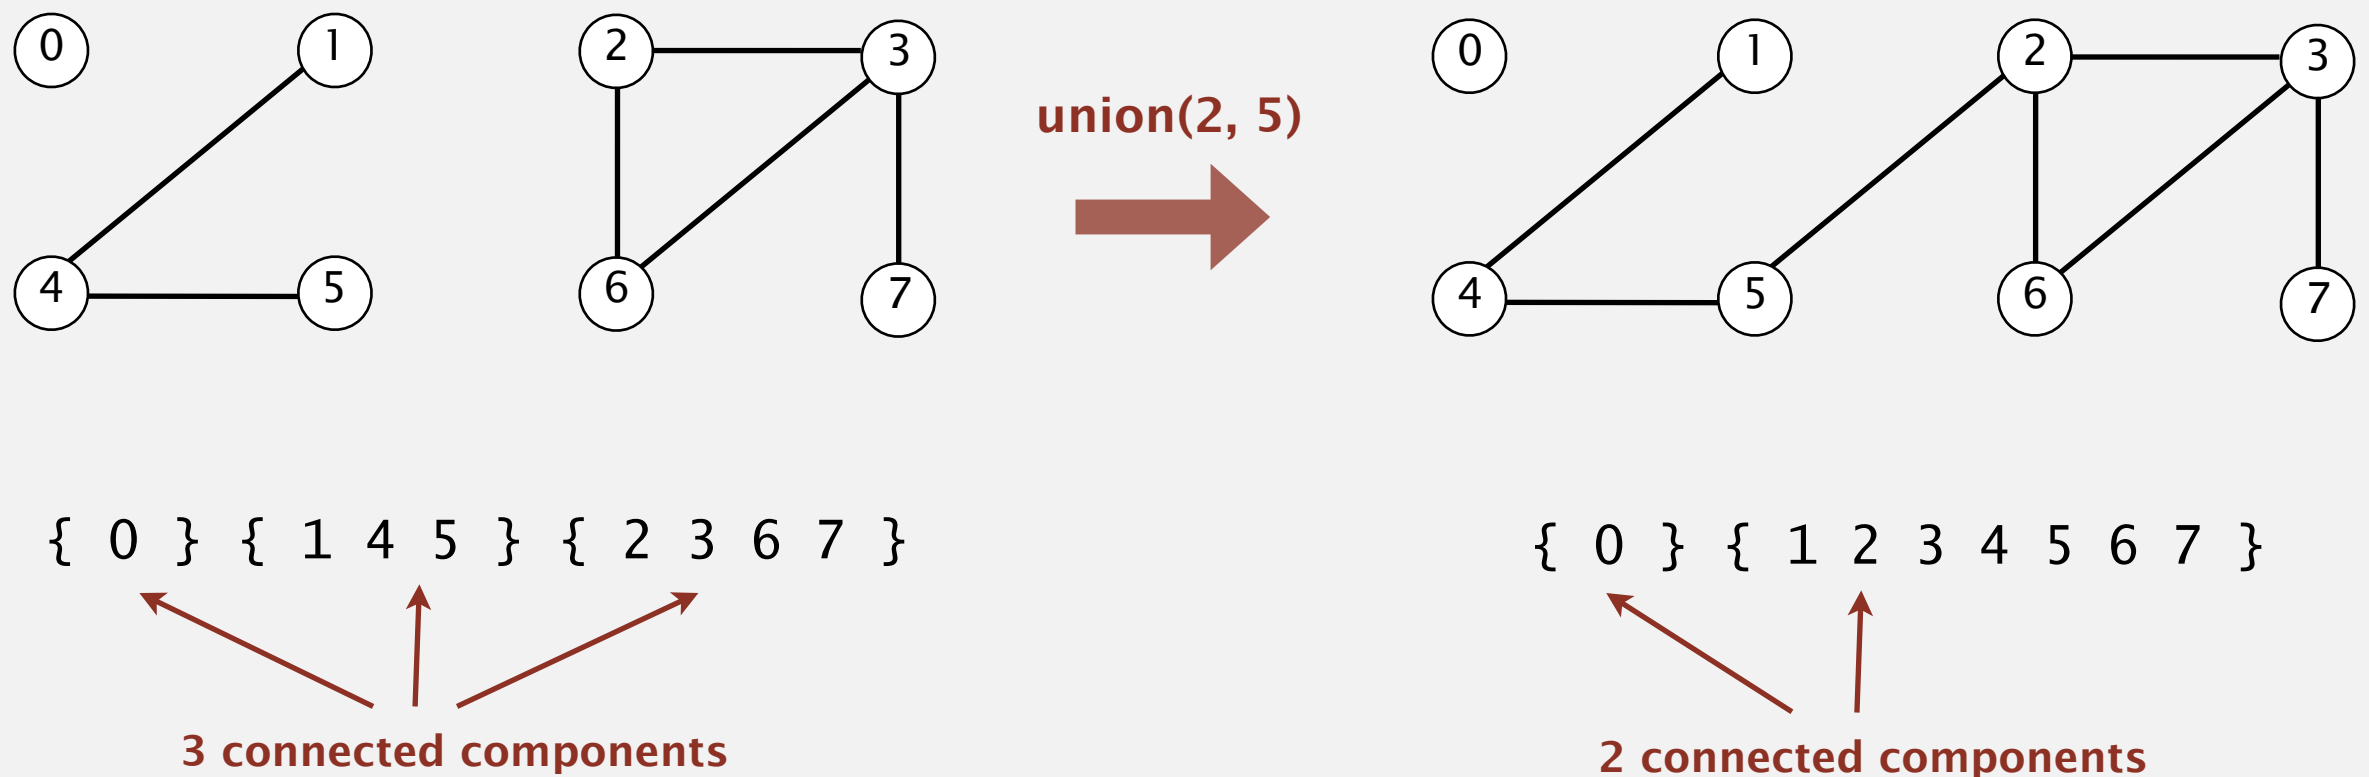 0 1 2 3
4 5 6 7
union(2, 5)
0 1 2 3
4 5 6 7
{ 0 } { 1 4 5 } { 2 3 6 7 }
3 connected components
{ 0 } { 1 2 3 4 5 6 7 }
2 connected components